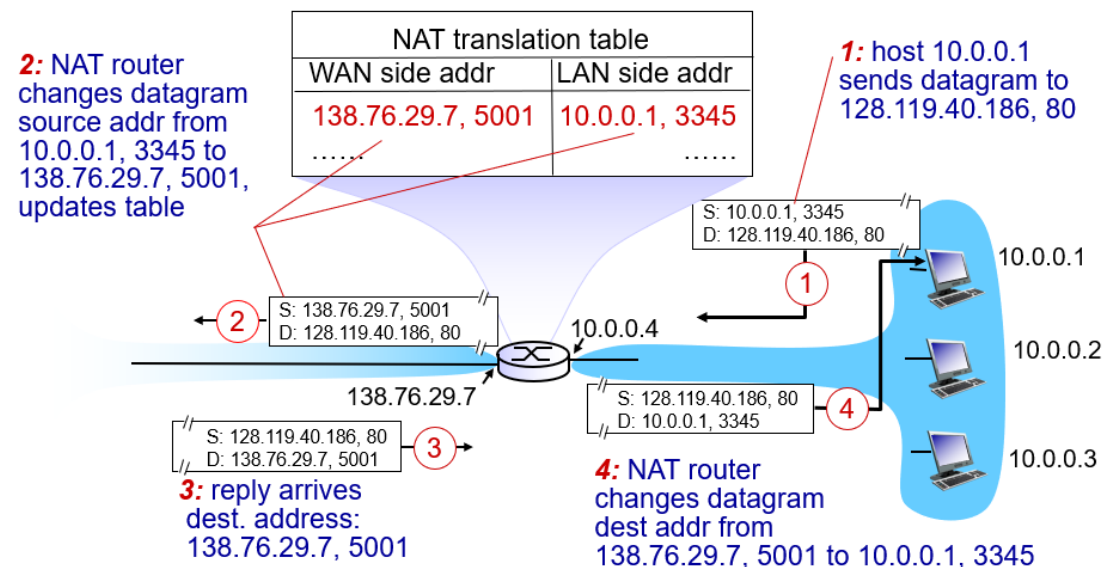 NAT translation table
WAN side addr LAN side addr
138.76.29.7, 5001 10.0.0.1, 3345
…… ……
2: NAT router
changes datagram
source addr from
10.0.0.1, 3345 to
138.76.29.7, 5001,
updates table
1: host 10.0.0.1
sends datagram to
128.119.40.186, 80
S: 10.0.0.1, 3345
D: 128.119.40.186, 80
1
10.0.0.1
S: 138.76.29.7, 5001
D: 128.119.40.186, 80
2
10.0.0.4
10.0.0.2
138.76.29.7
S: 128.119.40.186, 80
D: 10.0.0.1, 3345
4
S: 128.119.40.186, 80
D: 138.76.29.7, 5001
3
10.0.0.3
3: reply arrives
dest. address:
138.76.29.7, 5001
4: NAT router
changes datagram
dest addr from
138.76.29.7, 5001 to 10.0.0.1, 3345